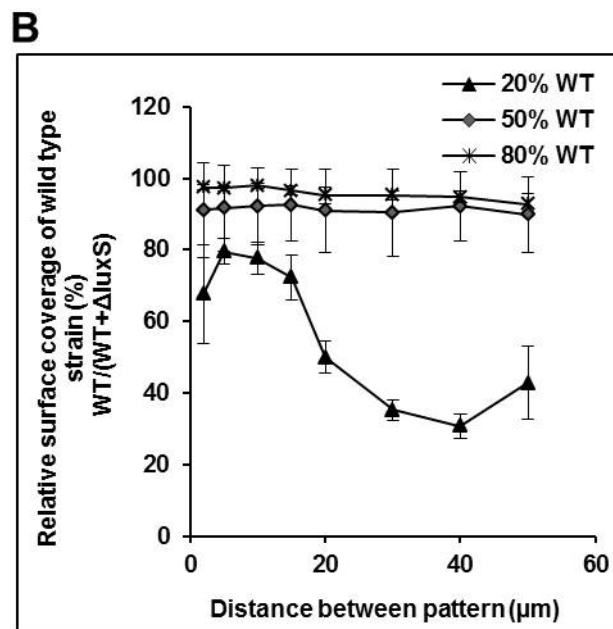 B
20% WT
50% WT
80% WT
Relative surface coverage of wild type
strain (%)
WT/(WT+ΔluxS)
120
100
80
60
40
20
0
0
20
40
60
Distance between pattern (µm)